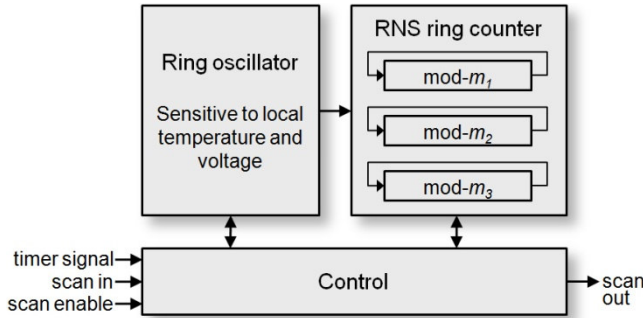 Ring oscillator
Sensitive to local
temperature and
voltage
RNS ring counter
mod-m1
mod-m2
mod-m3
timer signal
scan in
scan enable
Control
scan
out